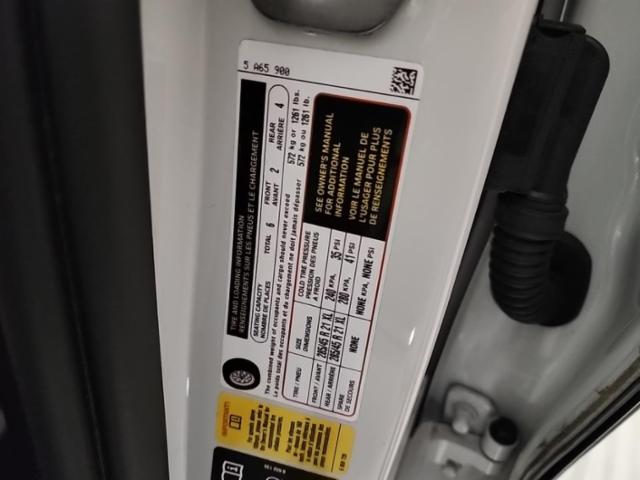 5 A65 900
TIRE AND LOADING INFORMATION
RENSEIGNEMENTS SUR LES PNEUS ET LE CHARGEMENT
SEATING CAPACITY
NOMBRE DE PLACES
TOTAL 6
FRONT
AVANT
2
REAR
ARRIÈRE
4
The combined weight of occupants and cargo should never exceed 572 kg or 1261 lbs.
Le poids total des occupants et du chargement ne doit jamais dépasser 572 kg ou 1261 lb.
TIRE / PNEU
SIZE
DIMENSIONS
COLD TIRE PRESSURE
PRESSION DES PNEUS
A FROID
FRONT / AVANT 285/45 R 21 XL 240 KPA, 35 PSI
REAR / ARRIÈRE 285/45 R 21 XL 280 KPA, 41 PSI
SPARE
DE SECOURS
NONE
NONE KPA, NONE PSI
SEE OWNER'S MANUAL
FOR ADDITIONAL
INFORMATION
VOIR LE MANUEL DE
L'USAGER POUR PLUS
DE RENSEIGNEMENTS